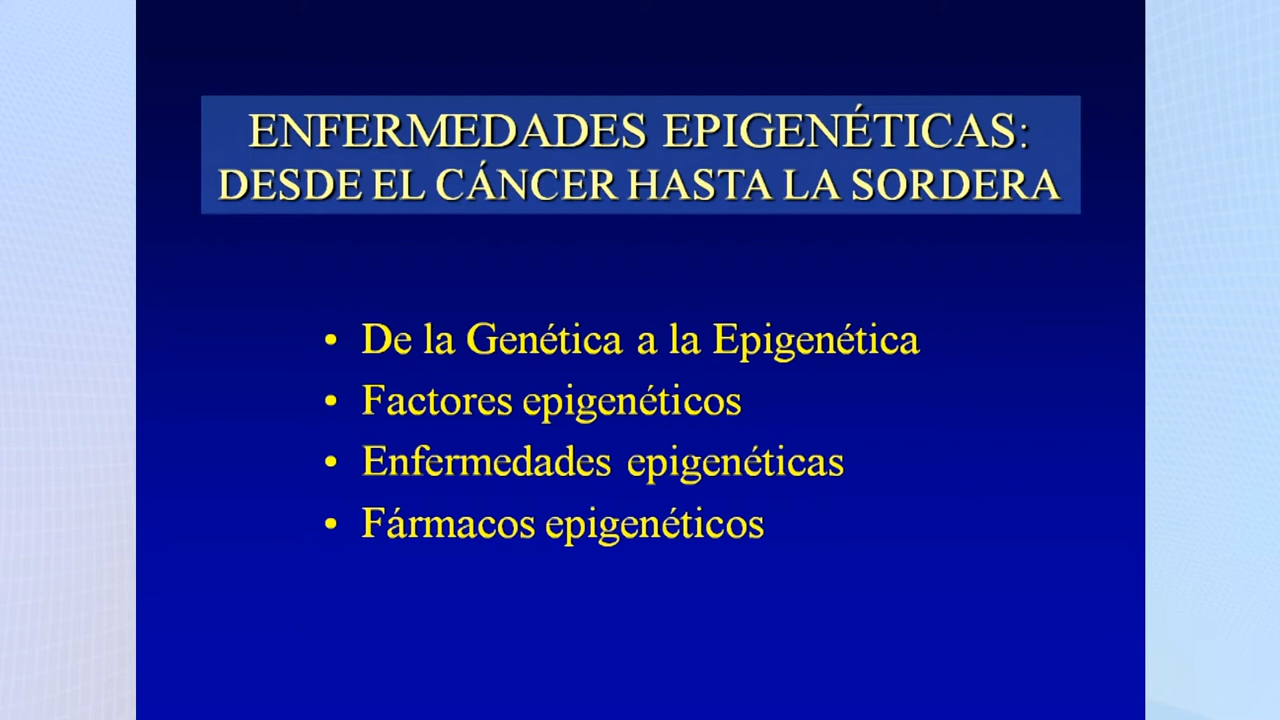 ENFERMEDADES EPIGENÉTICAS:
DESDE EL CÁNCER HASTA LA SORDERA
• De la Genética a la Epigenética
• Factores epigenéticos
• Enfermedades epigenéticas
• Fármacos epigenéticos